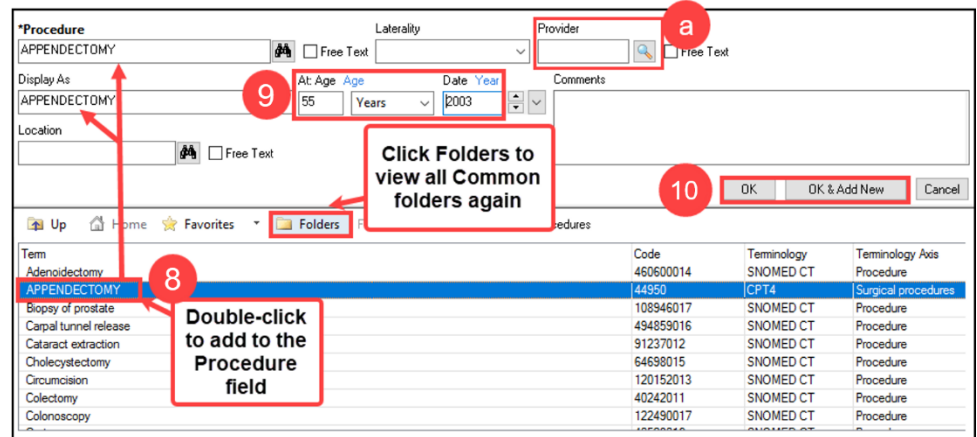 *Procedure Laterality Provider a
APPENDECTOMY Free Text Free Text
Display As At: Age Age Date Year Comments
APPENDECTOMY 9 55 Years 2003
Location
Free Text
Click Folders to
view all Common
folders again
10 OK OK & Add New Cancel
Up Home Favorites Folders
Term Code Terminology Terminology Axis
Adenoidectomy 460600014 SNOMED CT Procedure
8
APPENDECTOMY 44950 CPT4 Surgical procedures
Biopsy of prostate 108946017 SNOMED CT Procedure
Carpal tunnel release 494859016 SNOMED CT Procedure
Cataract extraction 91237012 SNOMED CT Procedure
Cholecystectomy 64698015 SNOMED CT Procedure
Circumcision 120152013 SNOMED CT Procedure
Colectomy 40242011 SNOMED CT Procedure
Colonoscopy 122490017 SNOMED CT Procedure
Double-click
to add to the
Procedure
field